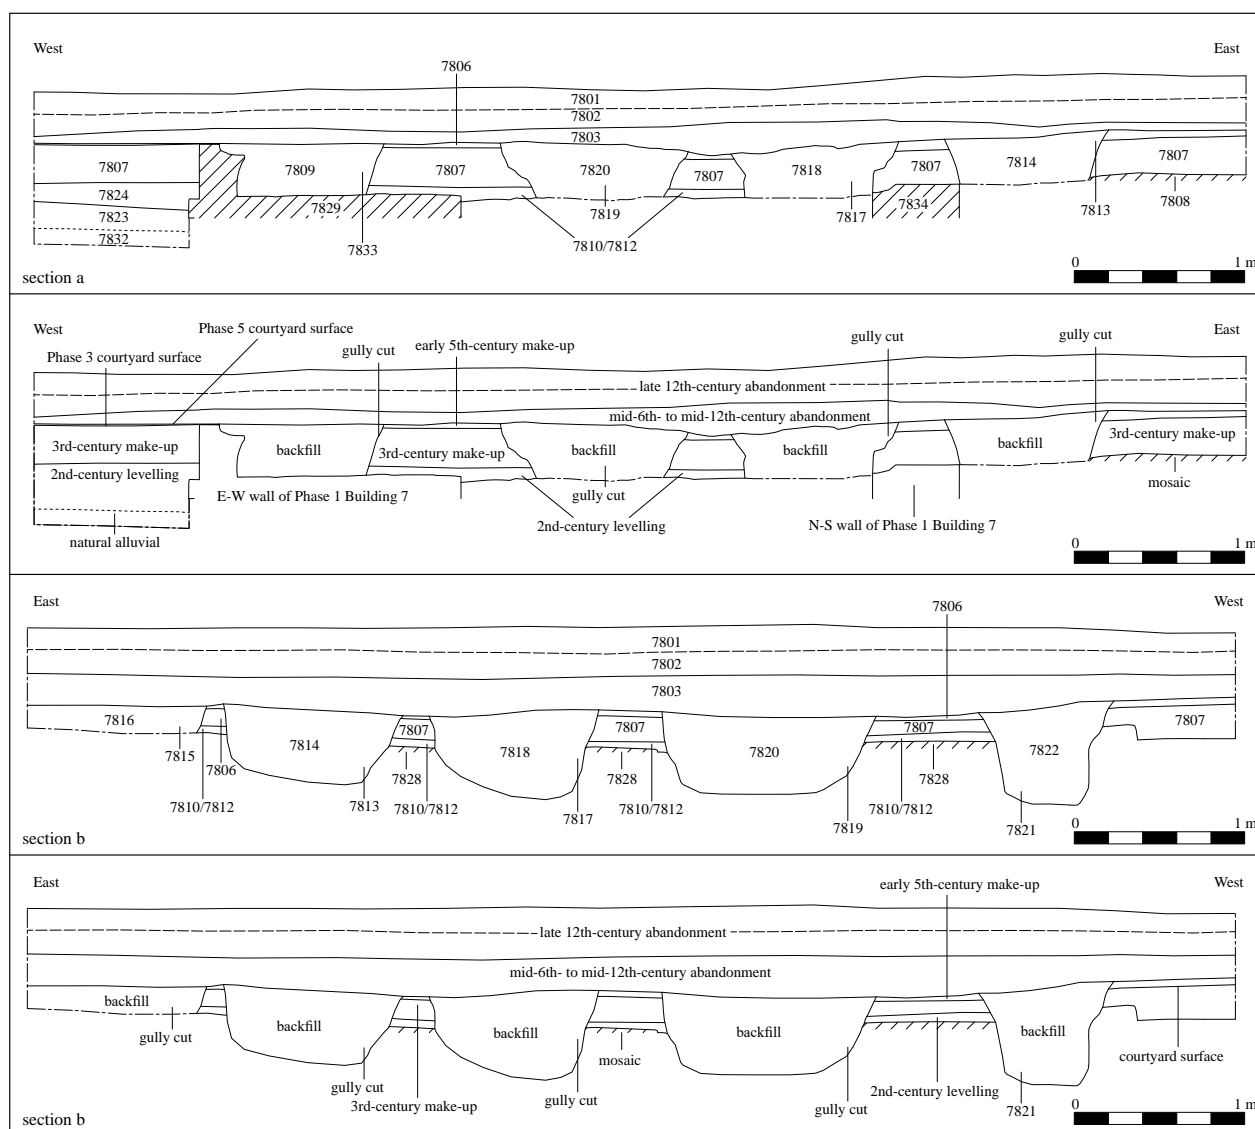 West
East
7806
7801
7802
7803
7807
7809
7807
7820
7807
7818
7807
7814
7807
7824
7823
7829
7819
7834
7832
7833
7810/7812
7817
7813
7808
0
1 m
section a
West
East
Phase 5 courtyard surface
Phase 3 courtyard surface
gully cut
early 5th-century make-up
gully cut
gully cut
late 12th-century abandonment
mid-6th- to mid-12th-century abandonment
3rd-century make-up
backfill
3rd-century make-up
backfill
backfill
backfill
3rd-century make-up
2nd-century levelling
E-W wall of Phase 1 Building 7
gully cut
mosaic
2nd-century levelling
N-S wall of Phase 1 Building 7
natural alluvial
0
1 m
East
West
7806
7801
7802
7803
7816
7814
7807
7818
7807
7820
7807
7822
7807
7815
7806
7828
7828
7828
7810/7812
7813
7810/7812
7817
7810/7812
7819
7810/7812
7821
0
1 m
section b
East
West
early 5th-century make-up
late 12th-century abandonment
mid-6th- to mid-12th-century abandonment
backfill
backfill
backfill
backfill
backfill
gully cut
mosaic
courtyard surface
gully cut
3rd-century make-up
gully cut
gully cut
2nd-century levelling
7821
0
1 m
section b